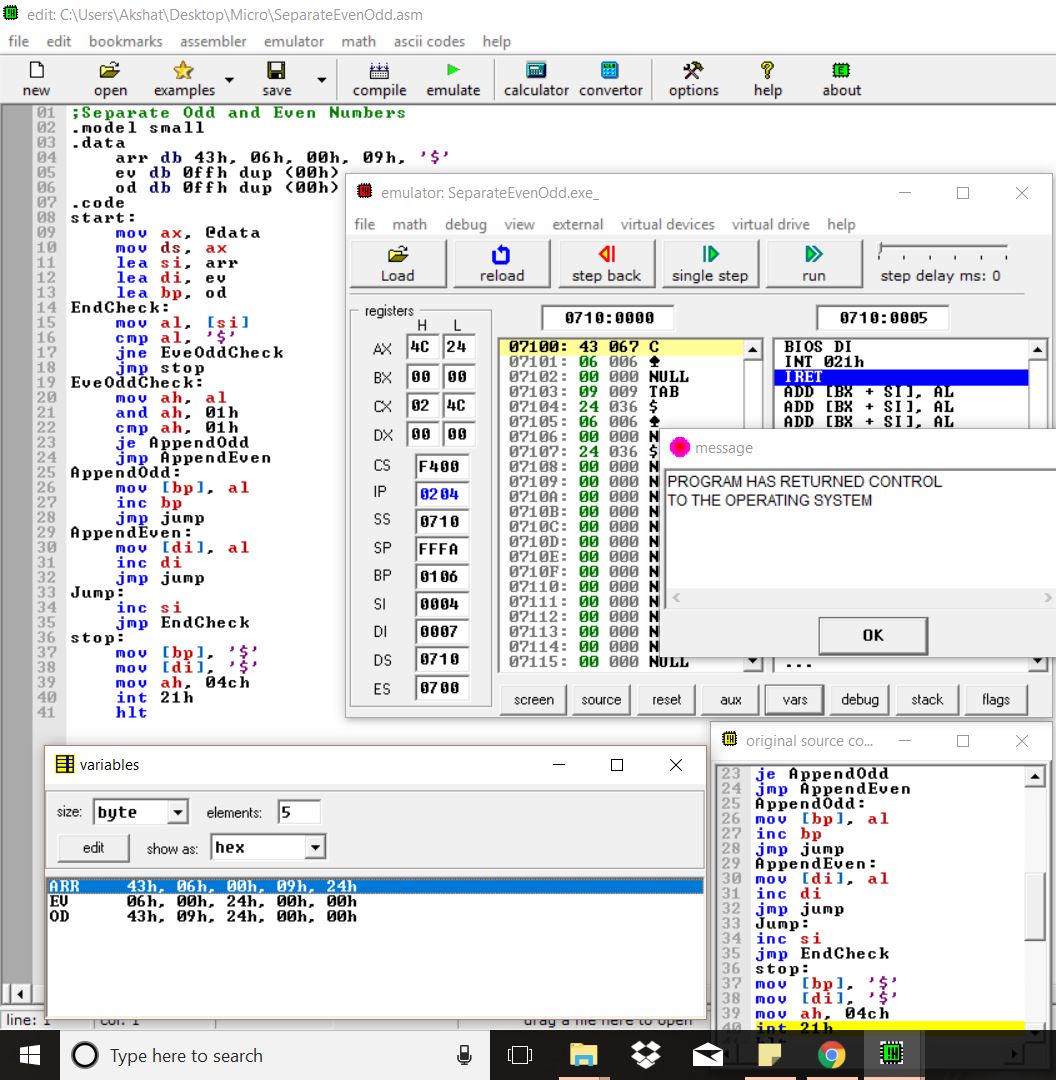 edit: C:\Users\Akshat\Desktop\Micro\SeparateEvenOdd.asm
file edit bookmarks assembler emulator math ascii codes help
new open examples save compile emulate calculator convertor options help about
01 ;Separate Odd and Even Numbers
02 .model small
03 .data
04 arr db 43h, 06h, 00h, 09h, '$'
05 ev db 0ffh dup (00h)
06 od db 0ffh dup (00h)
07 .code
08 start:
09 mov ax, @data
10 mov ds, ax
11 lea si, arr
12 lea di, ev
13 lea bp, od
14 EndCheck:
15 mov al, [si]
16 cmp al, '$'
17 jne EveOddCheck
18 jmp stop
19 EveOddCheck:
20 mov ah, al
21 and ah, 01h
22 cmp ah, 01h
23 je AppendOdd
24 jmp AppendEven
25 AppendOdd:
26 mov [bp], al
27 inc bp
28 jmp jump
29 AppendEven:
30 mov [di], al
31 inc di
32 jmp jump
33 Jump:
34 inc si
35 jmp EndCheck
36 stop:
37 mov [bp], '$'
38 mov [di], '$'
39 mov ah, 04ch
40 int 21h
41 hlt
emulator: SeparateEvenOdd.exe_
file math debug view external virtual devices virtual drive help
Load reload step back single step run step delay ms: 0
registers
H L
AX 4C 24
BX 00 00
CX 02 4C
DX 00 00
CS F400
IP 0204
SS 0710
SP FFFA
BP 0106
SI 0004
DI 0007
DS 0710
ES 0700
0710:0000
07100: 43 067 C
07101: 06 006 ♠
07102: 00 000 NULL
07103: 09 009 TAB
07104: 24 036 $
07105: 06 006 ♠
07106: 00 000 N
07107: 24 036 $
07108: 00 000 N
07109: 00 000 N
0710A: 00 000 N
0710B: 00 000 N
0710C: 00 000 N
0710D: 00 000 N
0710E: 00 000 N
0710F: 00 000 N
07110: 00 000 N
07111: 00 000 N
07112: 00 000 N
07113: 00 000 N
07114: 00 000 N
07115: 00 000 NULL
0710:0005
BIOS DI
INT 021h
IRET
ADD [BX + SI], AL
ADD [BX + SI], AL
ADD [BX + SI], AL
...
message
PROGRAM HAS RETURNED CONTROL
TO THE OPERATING SYSTEM
OK
screen source reset aux vars debug stack flags
variables
size: byte elements: 5
edit show as: hex
ARR 43h, 06h, 00h, 09h, 24h
EV 06h, 00h, 24h, 00h, 00h
OD 43h, 09h, 24h, 00h, 00h
original source co...
23 je AppendOdd
24 jmp AppendEven
25 AppendOdd:
26 mov [bp], al
27 inc bp
28 jmp jump
29 AppendEven:
30 mov [di], al
31 inc di
32 jmp jump
33 Jump:
34 inc si
35 jmp EndCheck
36 stop:
37 mov [bp], '$'
38 mov [di], '$'
39 mov ah, 04ch
40 int 21h
line: 1 col: 1 drag a file here to open
Type here to search